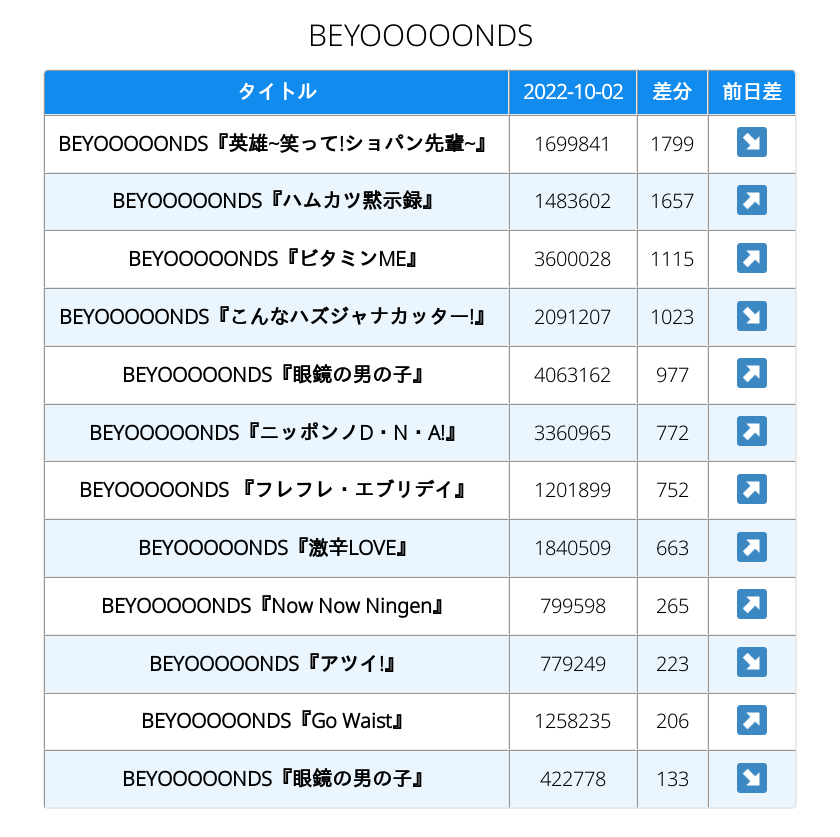 BEYOOOOONDS
タイトル 2022-10-02 差分 前日差
BEYOOOOONDS『英雄~笑って!ショパン先輩~』 1699841 1799 ↘
BEYOOOOONDS『ハムカツ黙示録』 1483602 1657 ↗
BEYOOOOONDS『ビタミンME』 3600028 1115 ↗
BEYOOOOONDS『こんなハズジャナカッター!』 2091207 1023 ↘
BEYOOOOONDS『眼鏡の男の子』 4063162 977 ↗
BEYOOOOONDS『ニッポンノD・N・A!』 3360965 772 ↗
BEYOOOOONDS 『フレフレ・エブリデイ』 1201899 752 ↗
BEYOOOOONDS『激辛LOVE』 1840509 663 ↗
BEYOOOOONDS『Now Now Ningen』 799598 265 ↗
BEYOOOOONDS『アツイ!』 779249 223 ↘
BEYOOOOONDS『Go Waist』 1258235 206 ↗
BEYOOOOONDS『眼鏡の男の子』 422778 133 ↘